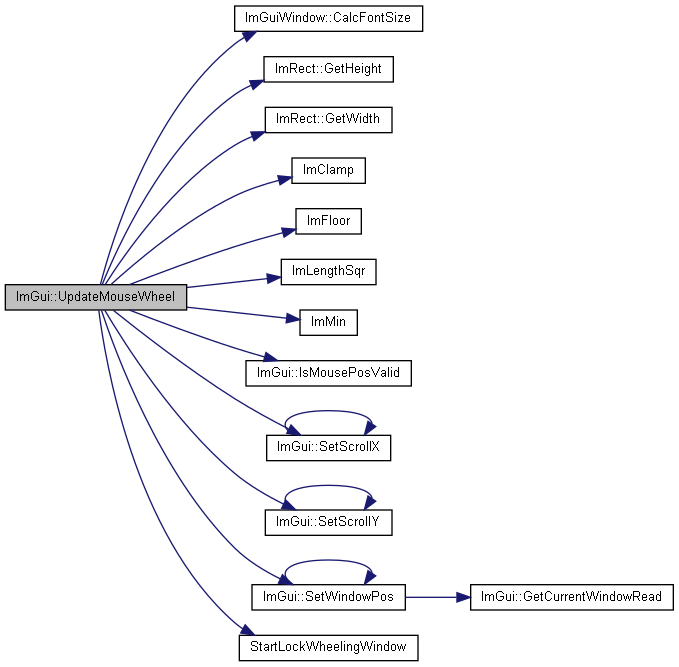 ImGuiWindow::CalcFontSize
ImRect::GetHeight
ImRect::GetWidth
ImClamp
ImFloor
ImLengthSqr
ImGui::UpdateMouseWheel
ImMin
ImGui::IsMousePosValid
ImGui::SetScrollX
ImGui::SetScrollY
ImGui::SetWindowPos
ImGui::GetCurrentWindowRead
StartLockWheelingWindow